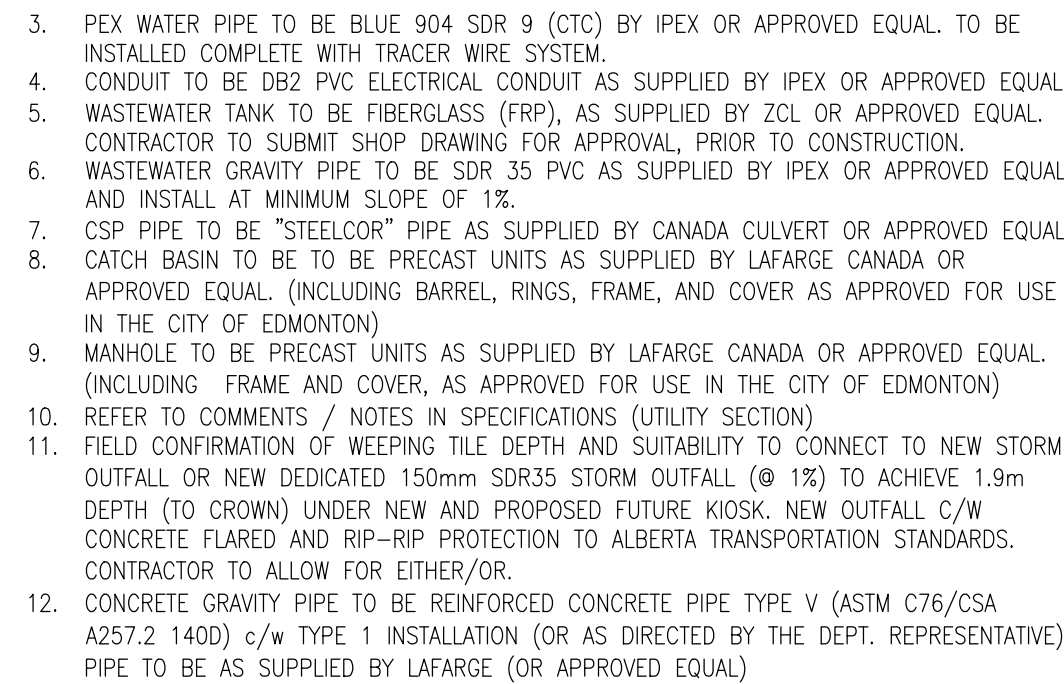 3. PEX WATER PIPE TO BE BLUE 904 SDR 9 (CTC) BY IPEX OR APPROVED EQUAL. TO BE
INSTALLED COMPLETE WITH TRACER WIRE SYSTEM.
4. CONDUIT TO BE DB2 PVC ELECTRICAL CONDUIT AS SUPPLIED BY IPEX OR APPROVED EQUAL
5. WASTEWATER TANK TO BE FIBERGLASS (FRP), AS SUPPLIED BY ZCL OR APPROVED EQUAL.
CONTRACTOR TO SUBMIT SHOP DRAWING FOR APPROVAL, PRIOR TO CONSTRUCTION.
6. WASTEWATER GRAVITY PIPE TO BE SDR 35 PVC AS SUPPLIED BY IPEX OR APPROVED EQUAL
AND INSTALL AT MINIMUM SLOPE OF 1%.
7. CSP PIPE TO BE "STEELCOR" PIPE AS SUPPLIED BY CANADA CULVERT OR APPROVED EQUAL
8. CATCH BASIN TO BE TO BE PRECAST UNITS AS SUPPLIED BY LAFARGE CANADA OR
APPROVED EQUAL. (INCLUDING BARREL, RINGS, FRAME, AND COVER AS APPROVED FOR USE
IN THE CITY OF EDMONTON)
9. MANHOLE TO BE PRECAST UNITS AS SUPPLIED BY LAFARGE CANADA OR APPROVED EQUAL.
(INCLUDING FRAME AND COVER, AS APPROVED FOR USE IN THE CITY OF EDMONTON)
10. REFER TO COMMENTS / NOTES IN SPECIFICATIONS (UTILITY SECTION)
11. FIELD CONFIRMATION OF WEEPING TILE DEPTH AND SUITABILITY TO CONNECT TO NEW STORM
OUTFALL OR NEW DEDICATED 150mm SDR35 STORM OUTFALL (@ 1%) TO ACHIEVE 1.9m
DEPTH (TO CROWN) UNDER NEW AND PROPOSED FUTURE KIOSK. NEW OUTFALL C/W
CONCRETE FLARED AND RIP-RIP PROTECTION TO ALBERTA TRANSPORTATION STANDARDS.
CONTRACTOR TO ALLOW FOR EITHER/OR.
12. CONCRETE GRAVITY PIPE TO BE REINFORCED CONCRETE PIPE TYPE V (ASTM C76/CSA
A257.2 140D) c/w TYPE 1 INSTALLATION (OR AS DIRECTED BY THE DEPT. REPRESENTATIVE)
PIPE TO BE AS SUPPLIED BY LAFARGE (OR APPROVED EQUAL)